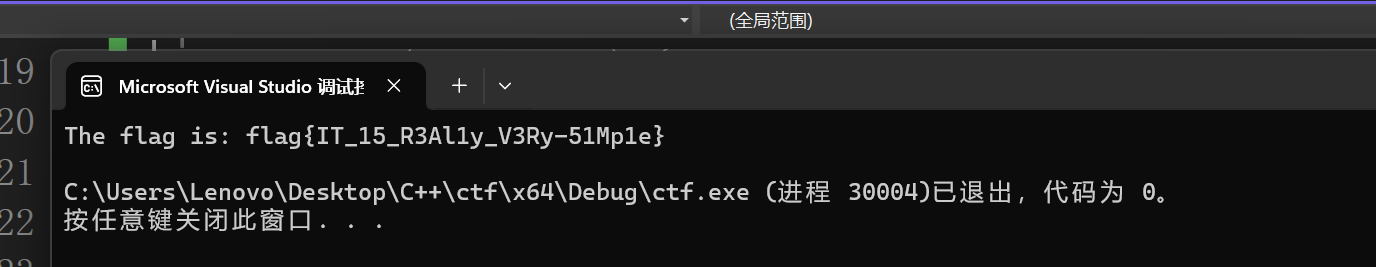 (全局范围)
19
Microsoft Visual Studio 调试
20
The flag is: flag{IT_15_R3Al1y_V3Ry-51Mp1e}
21
C:\Users\Lenovo\Desktop\C++\ctf\x64\Debug\ctf.exe (进程 30004)已退出，代码为 0。
22
按任意键关闭此窗口. . .